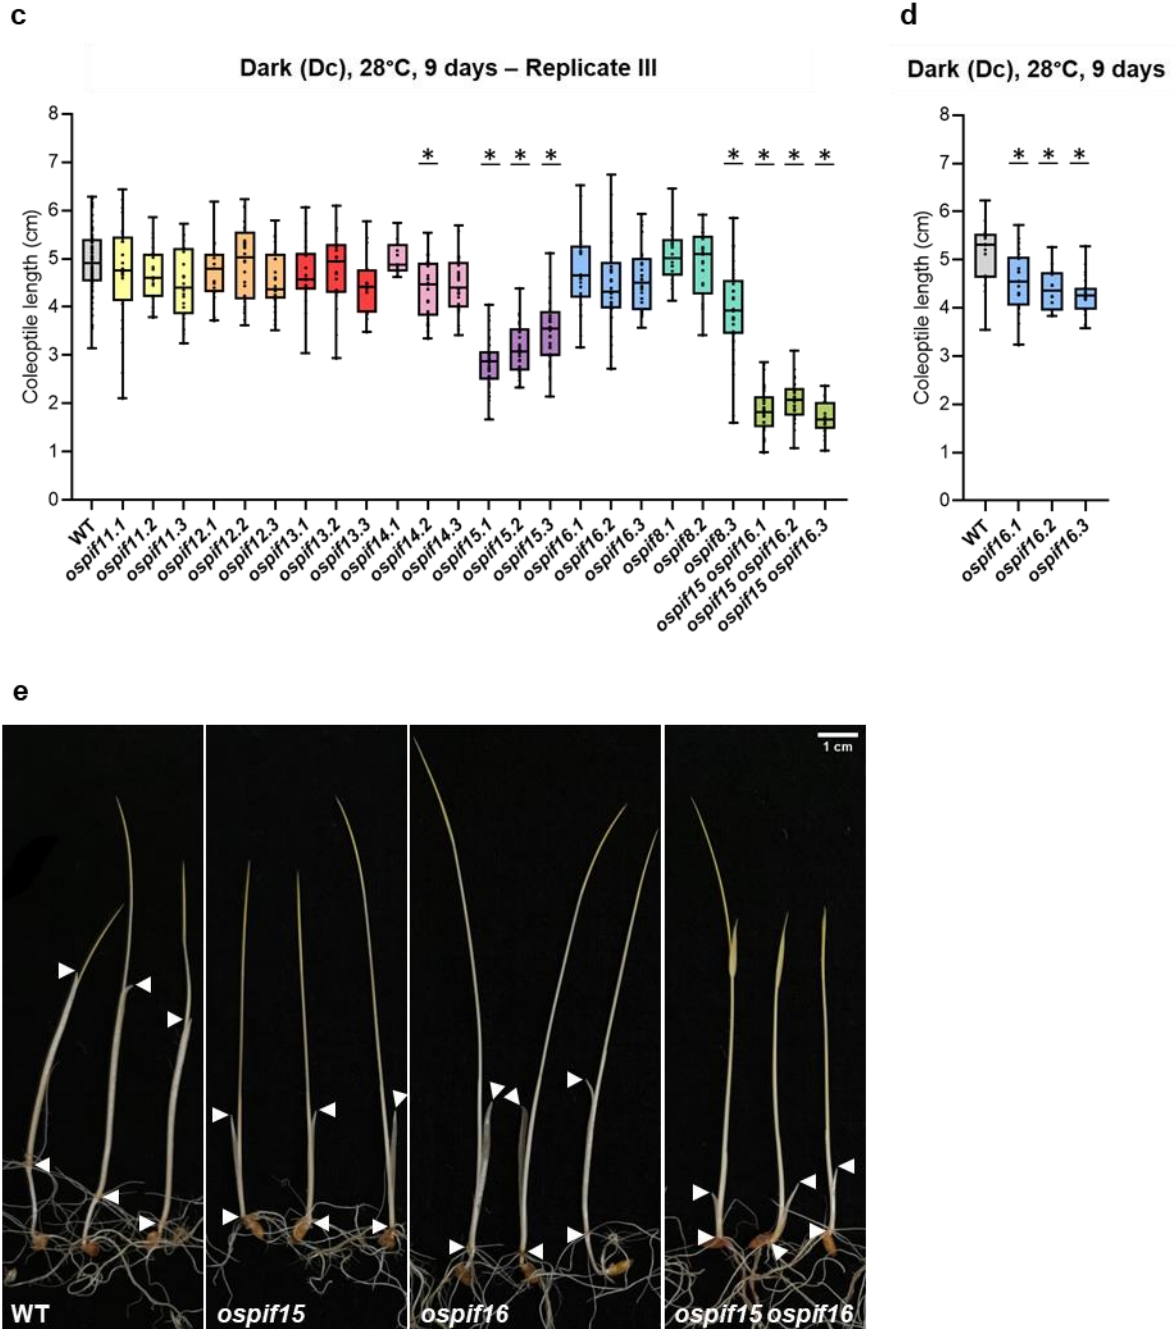 c
d
Dark (Dc), 28°C, 9 days – Replicate III
Dark (Dc), 28°C, 9 days
Coleoptile length (cm)
8
7
6
5
4
3
2
1
0
* * * * * * * *
WT
ospif11.1
ospif11.2
ospif11.3
ospif12.1
ospif12.2
ospif12.3
ospif13.1
ospif13.2
ospif13.3
ospif14.1
ospif14.2
ospif14.3
ospif15.1
ospif15.2
ospif15.3
ospif16.1
ospif16.2
ospif16.3
ospif8.1
ospif8.2
ospif8.3
ospif15 ospif16.1
ospif15 ospif16.2
ospif15 ospif16.3
Coleoptile length (cm)
8
7
6
5
4
3
2
1
0
* * *
WT
ospif16.1
ospif16.2
ospif16.3
e
1 cm
WT
ospif15
ospif16
ospif15 ospif16